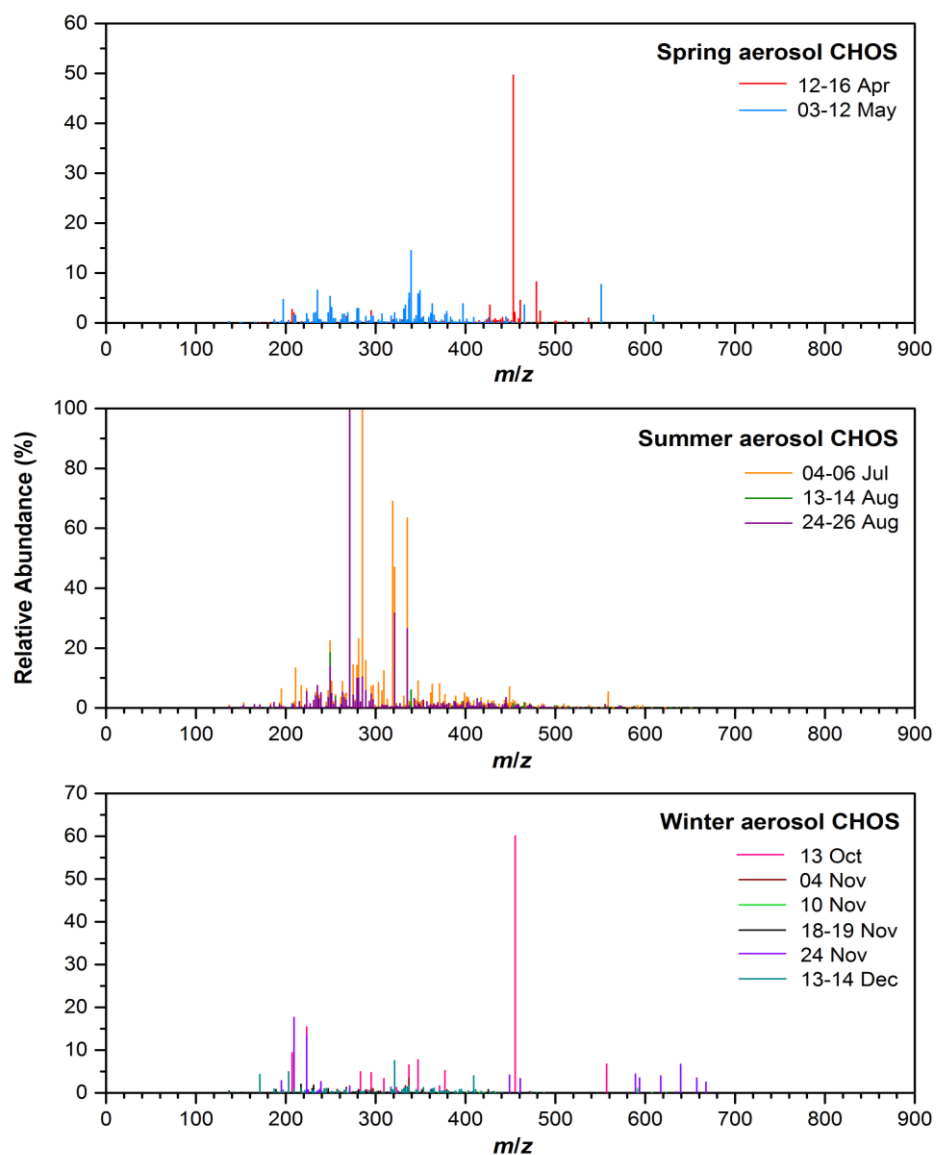 Relative Abundance (%)
60
50
40
30
20
10
0
Spring aerosol CHOS
12-16 Apr
03-12 May
0 100 200 300 400 500 600 700 800 900
m/z
100
80
60
40
20
0
Summer aerosol CHOS
04-06 Jul
13-14 Aug
24-26 Aug
0 100 200 300 400 500 600 700 800 900
m/z
70
60
50
40
30
20
10
0
Winter aerosol CHOS
13 Oct
04 Nov
10 Nov
18-19 Nov
24 Nov
13-14 Dec
0 100 200 300 400 500 600 700 800 900
m/z